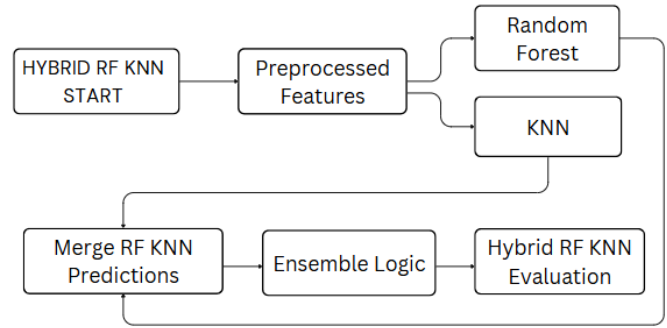 HYBRID RF KNN
START
Preprocessed
Features
Random
Forest
KNN
Merge RF KNN
Predictions
Ensemble Logic
Hybrid RF KNN
Evaluation